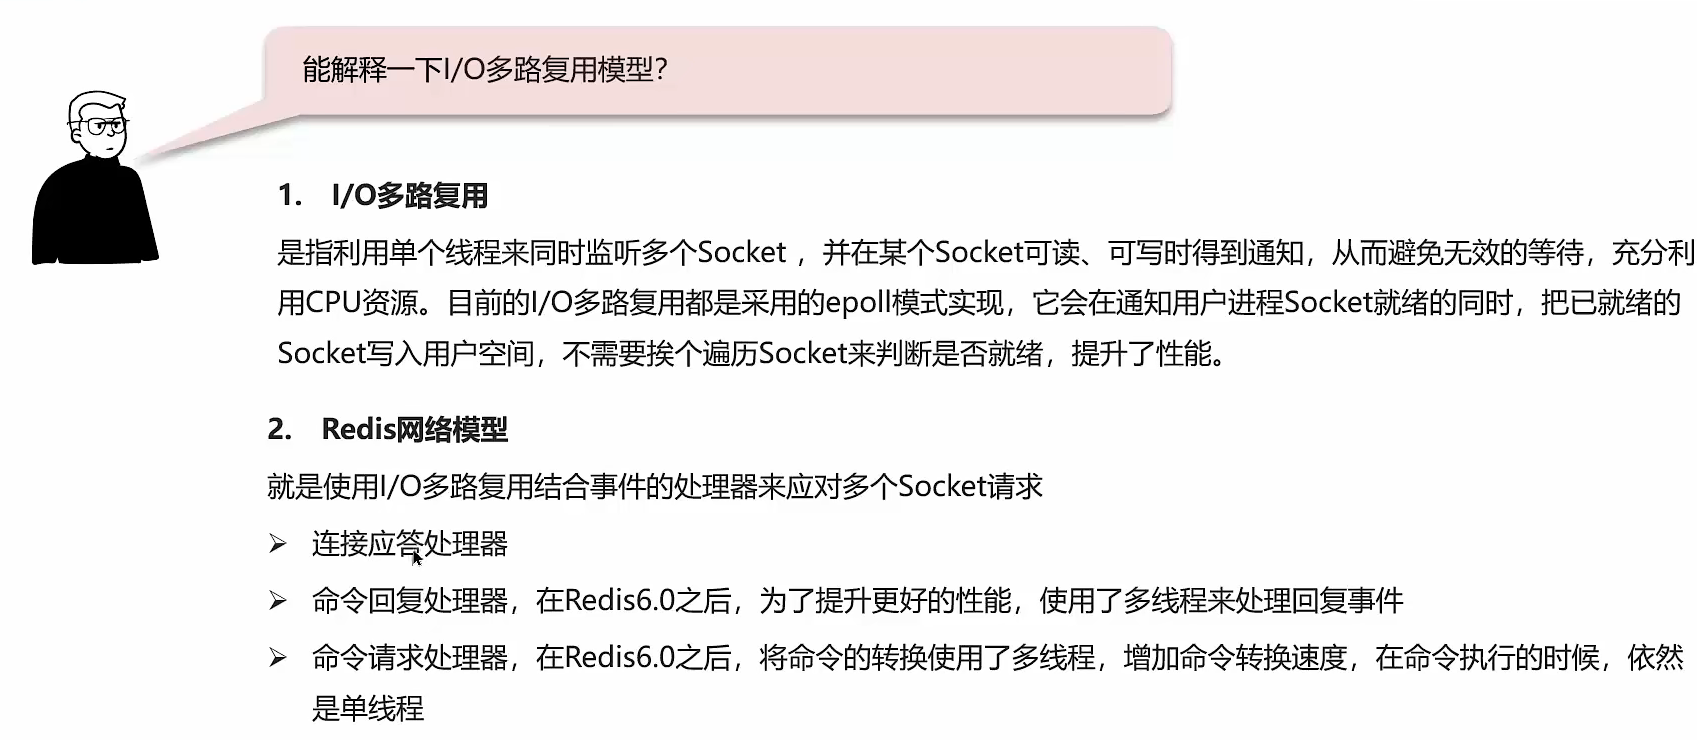 能解释一下I/O多路复用模型?
1. I/O多路复用
是指利用单个线程来同时监听多个Socket ，并在某个Socket可读、可写时得到通知，从而避免无效的等待，充分利
用CPU资源。目前的I/O多路复用都是采用的epoll模式实现，它会在通知用户进程Socket就绪的同时，把已就绪的
Socket写入用户空间，不需要挨个遍历Socket来判断是否就绪，提升了性能。
2. Redis网络模型
就是使用I/O多路复用结合事件的处理器来应对多个Socket请求
➢ 连接应答处理器
➢ 命令回复处理器，在Redis6.0之后，为了提升更好的性能，使用了多线程来处理回复事件
➢ 命令请求处理器，在Redis6.0之后，将命令的转换使用了多线程，增加命令转换速度，在命令执行的时候，依然
是单线程